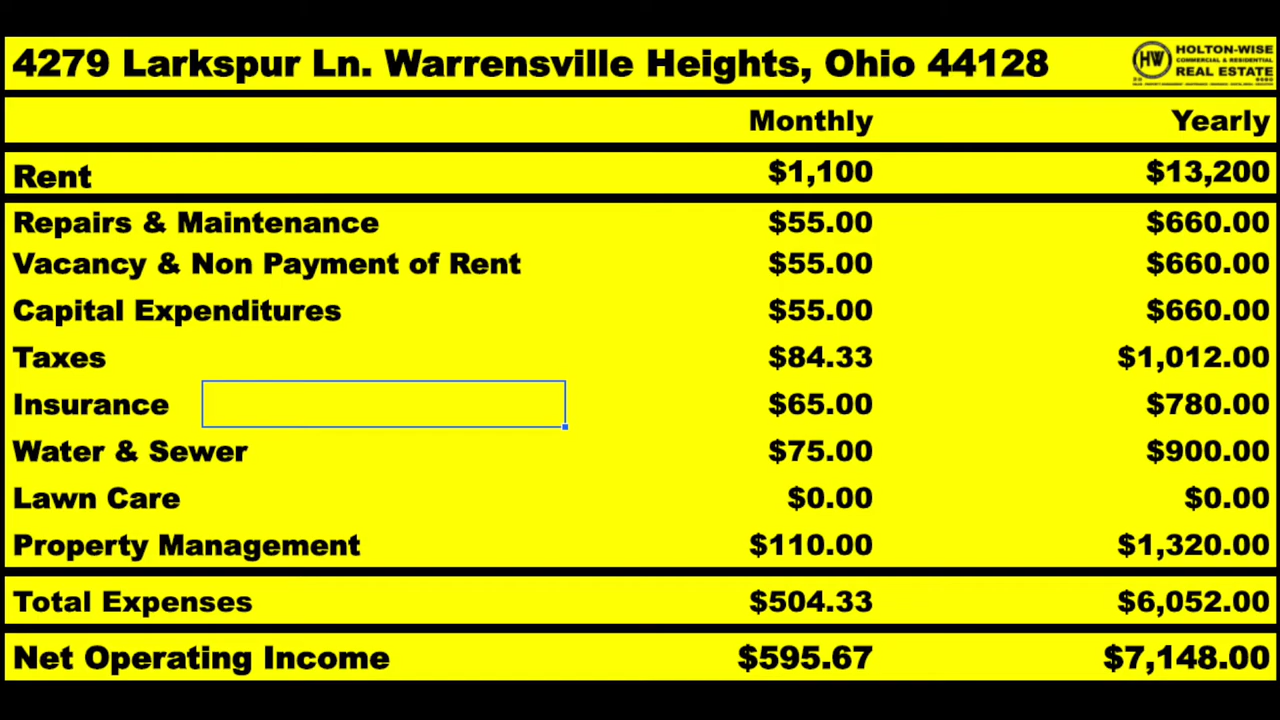 4279 Larkspur Ln. Warrensville Heights, Ohio 44128
HW
HOLTON-WISE
COMMERCIAL & RESIDENTIAL
REAL ESTATE
Monthly Yearly
Rent $1,100 $13,200
Repairs & Maintenance $55.00 $660.00
Vacancy & Non Payment of Rent $55.00 $660.00
Capital Expenditures $55.00 $660.00
Taxes $84.33 $1,012.00
Insurance $65.00 $780.00
Water & Sewer $75.00 $900.00
Lawn Care $0.00 $0.00
Property Management $110.00 $1,320.00
Total Expenses $504.33 $6,052.00
Net Operating Income $595.67 $7,148.00